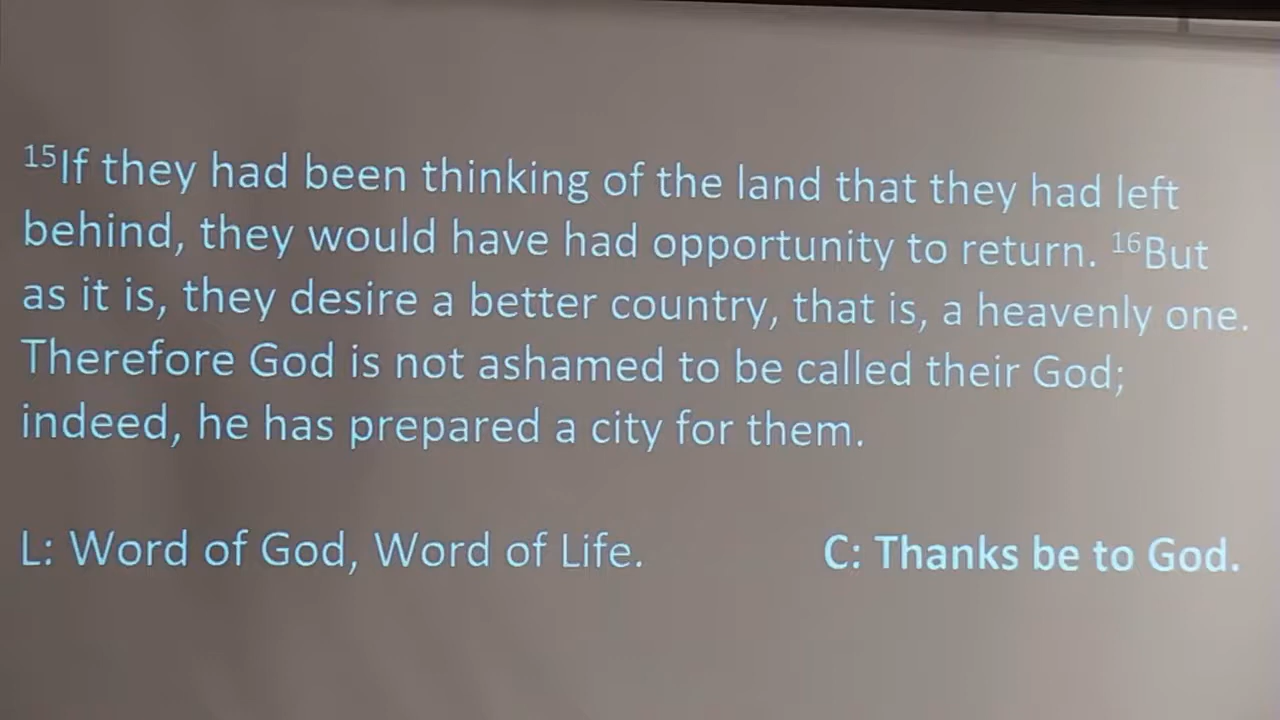 15If they had been thinking of the land that they had left
behind, they would have had opportunity to return. 16But
as it is, they desire a better country, that is, a heavenly one.
Therefore God is not ashamed to be called their God;
indeed, he has prepared a city for them.
L: Word of God, Word of Life. C: Thanks be to God.